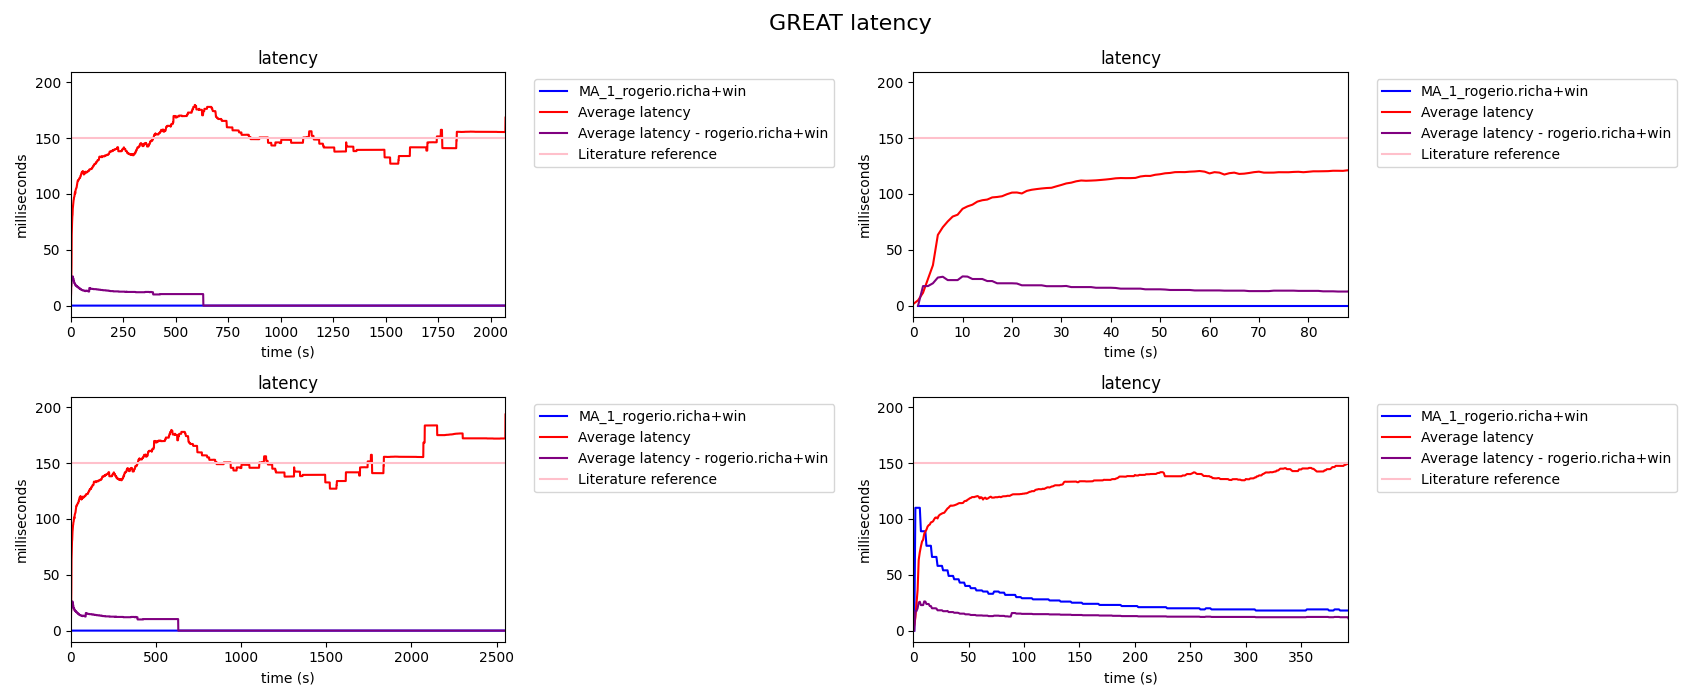 GREAT latency
latency
milliseconds
200
150
100
50
0
0 250 500 750 1000 1250 1500 1750 2000
time (s)
MA_1_rogerio.richa+win
Average latency
Average latency - rogerio.richa+win
Literature reference
latency
milliseconds
200
150
100
50
0
0 10 20 30 40 50 60 70 80
time (s)
MA_1_rogerio.richa+win
Average latency
Average latency - rogerio.richa+win
Literature reference
latency
milliseconds
200
150
100
50
0
0 500 1000 1500 2000 2500
time (s)
MA_1_rogerio.richa+win
Average latency
Average latency - rogerio.richa+win
Literature reference
latency
milliseconds
200
150
100
50
0
0 50 100 150 200 250 300 350
time (s)
MA_1_rogerio.richa+win
Average latency
Average latency - rogerio.richa+win
Literature reference